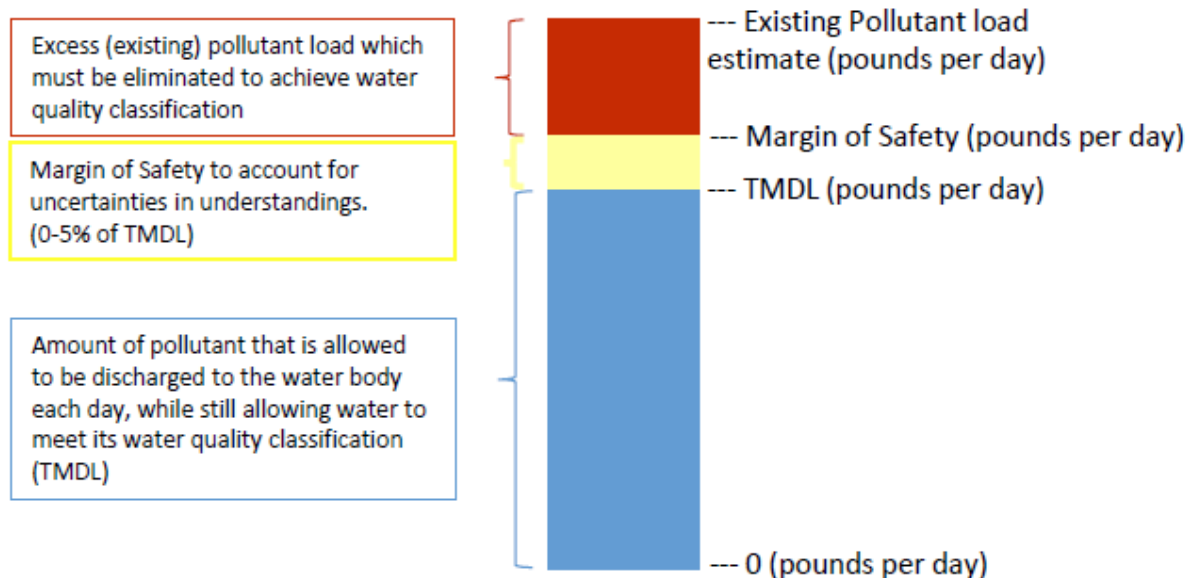 Excess (existing) pollutant load which
must be eliminated to achieve water
quality classification
Margin of Safety to account for
uncertainties in understandings.
(0-5% of TMDL)
Amount of pollutant that is allowed
to be discharged to the water body
each day, while still allowing water to
meet its water quality classification
(TMDL)
--- Existing Pollutant load
estimate (pounds per day)
--- Margin of Safety (pounds per day)
--- TMDL (pounds per day)
--- 0 (pounds per day)